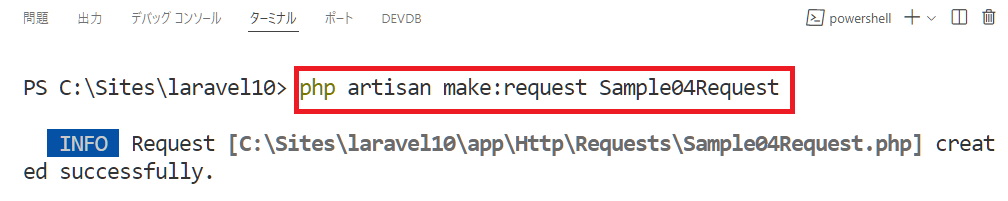 問題 出力 デバッグ コンソール ターミナル ポート DEVDB powershell
PS C:\Sites\laravel10> php artisan make:request Sample04Request
INFO Request [C:\Sites\laravel10\app\Http\Requests\Sample04Request.php] creat
ed successfully.